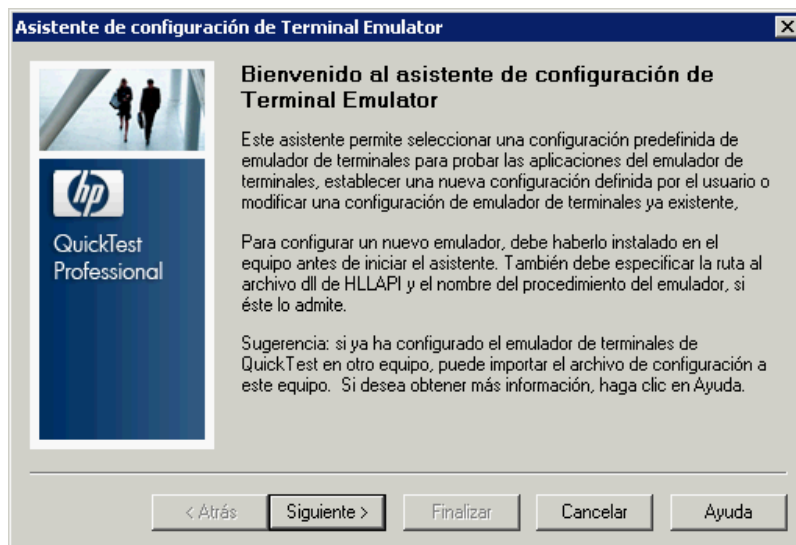 Asistente de configuración de Terminal Emulator
Bienvenido al asistente de configuración de
Terminal Emulator
Este asistente permite seleccionar una configuración predefinida de
emulador de terminales para probar las aplicaciones del emulador de
terminales, establecer una nueva configuración definida por el usuario o
modificar una configuración de emulador de terminales ya existente,
hp
QuickTest
Professional
Para configurar un nuevo emulador, debe haberlo instalado en el
equipo antes de iniciar el asistente. También debe especificar la ruta al
archivo dll de HLLAPI y el nombre del procedimiento del emulador, si
éste lo admite.
Sugerencia: si ya ha configurado el emulador de terminales de
QuickTest en otro equipo, puede importar el archivo de configuración a
este equipo. Si desea obtener más información, haga clic en Ayuda.
< Atrás
Siguiente >
Finalizar
Cancelar
Ayuda